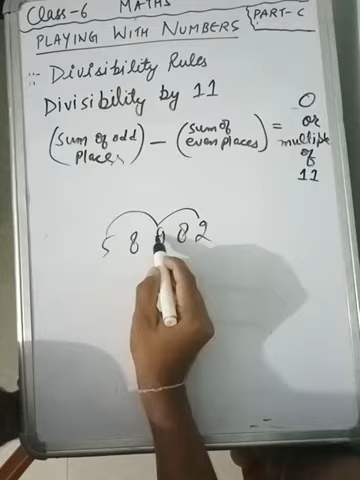 CLASS-6 MATHS
PART-C
PLAYING WITH NUMBERS
:- Divisibility Rules
Divisibility by 11
(sum of odd places) - (sum of even places) = 0 or multiple of 11
5 8 8 2